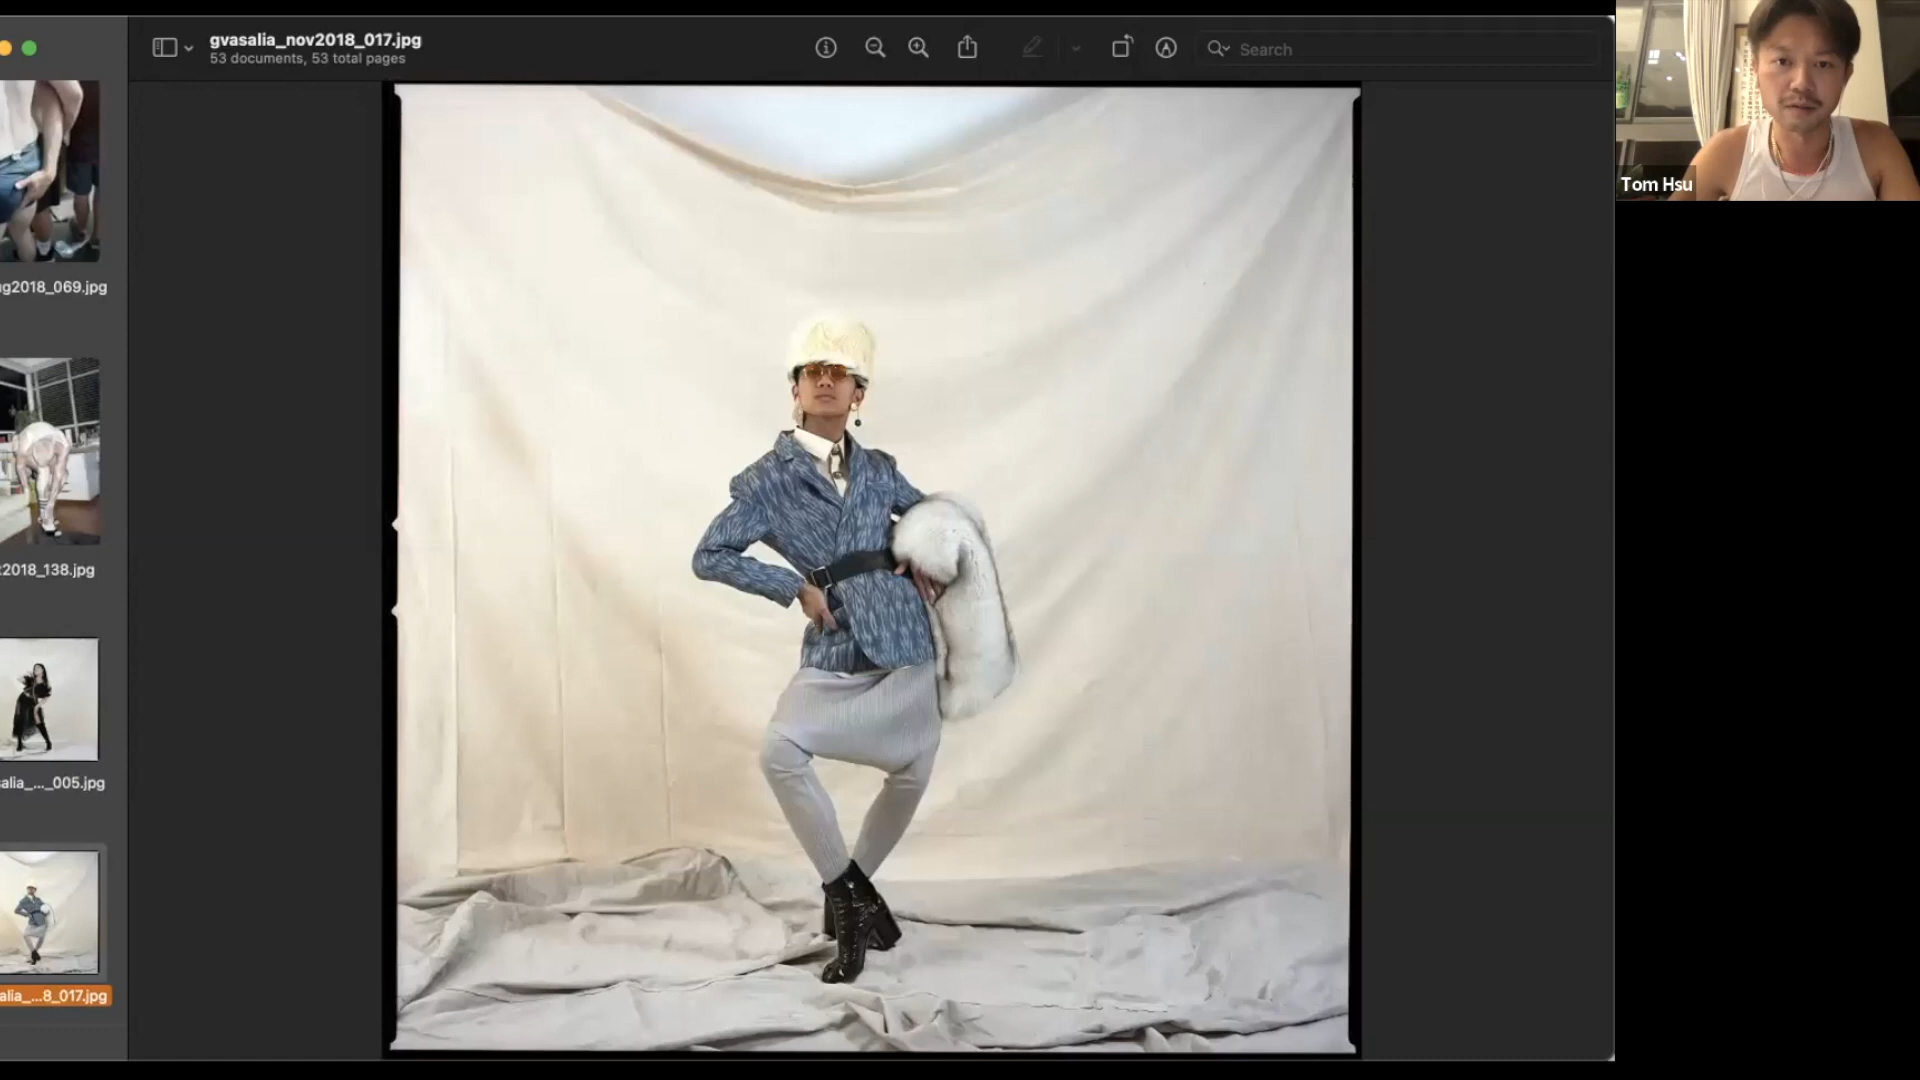 gvasalia_nov2018_017.jpg
53 documents, 53 total pages
Search
Tom Hsu
g2018_069.jpg
2018_138.jpg
alia_..._005.jpg
alia_...8_017.jpg